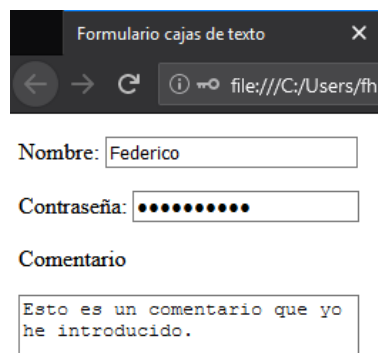 Formulario cajas de texto
file:///C:/Users/fh
Nombre: Federico
Contraseña: ●●●●●●●●●●
Comentario
Esto es un comentario que yo
he introducido.